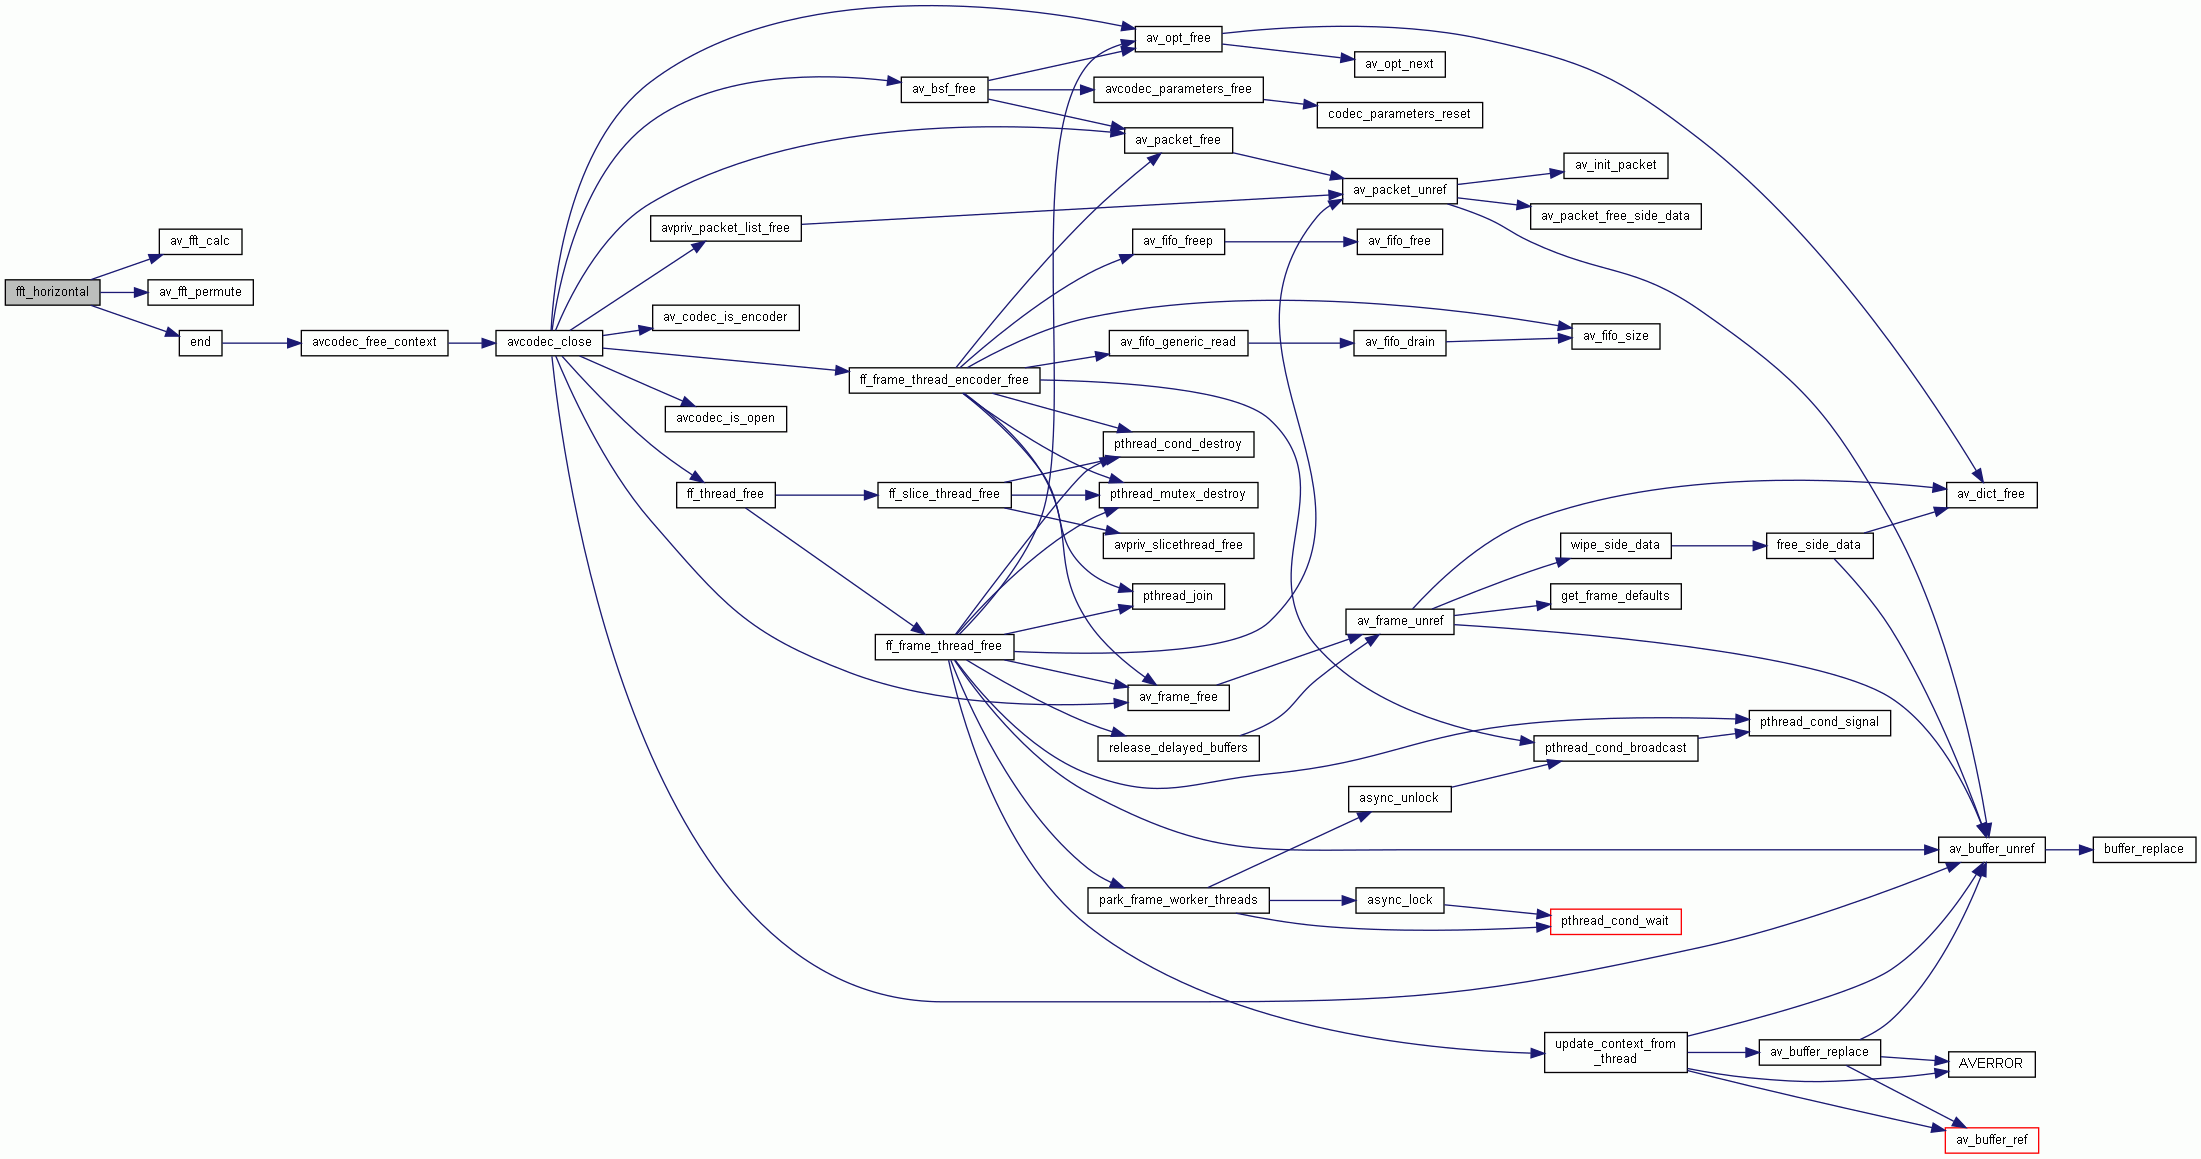 fft_horizontal
av_fft_calc
av_fft_permute
end
avcodec_free_context
avcodec_close
avpriv_packet_list_free
av_codec_is_encoder
avcodec_is_open
ff_thread_free
av_bsf_free
ff_frame_thread_encoder_free
ff_slice_thread_free
ff_frame_thread_free
av_opt_free
avcodec_parameters_free
av_packet_free
av_fifo_freep
av_fifo_generic_read
pthread_cond_destroy
pthread_mutex_destroy
avpriv_slicethread_free
pthread_join
av_frame_free
release_delayed_buffers
park_frame_worker_threads
av_opt_next
codec_parameters_reset
av_packet_unref
av_fifo_free
av_fifo_drain
av_frame_unref
async_unlock
async_lock
av_init_packet
av_packet_free_side_data
av_fifo_size
wipe_side_data
get_frame_defaults
pthread_cond_broadcast
pthread_cond_wait
update_context_from
_thread
free_side_data
pthread_cond_signal
av_buffer_replace
av_dict_free
av_buffer_unref
AVERROR
av_buffer_ref
buffer_replace